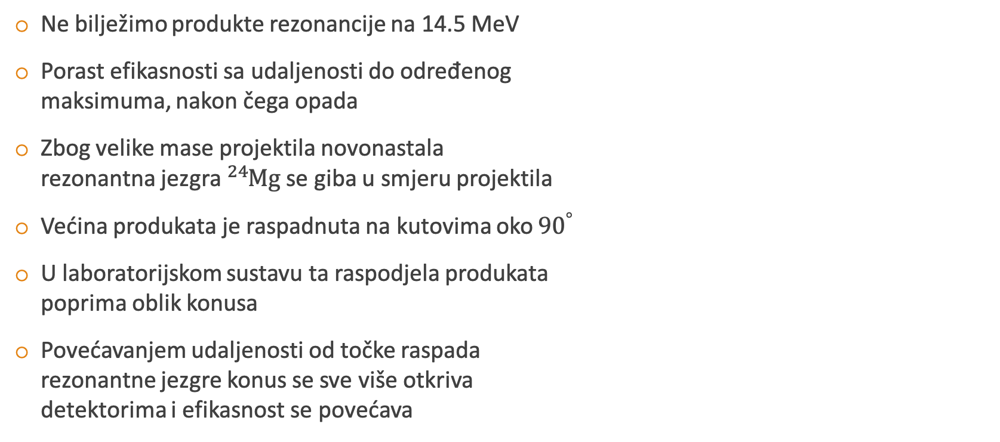 ○ Ne bilježimo produkte rezonancije na 14.5 MeV
○ Porast efikasnosti sa udaljenosti do određenog
maksimuma, nakon čega opada
○ Zbog velike mase projektila novonastala
rezonantna jezgra ²⁴Mg se giba u smjeru projektila
○ Većina produkata je raspadnuta na kutovima oko 90°
○ U laboratorijskom sustavu ta raspodjela produkata
poprima oblik konusa
○ Povećavanjem udaljenosti od točke raspada
rezonantne jezgre konus se sve više otkriva
detektorima i efikasnost se povećava